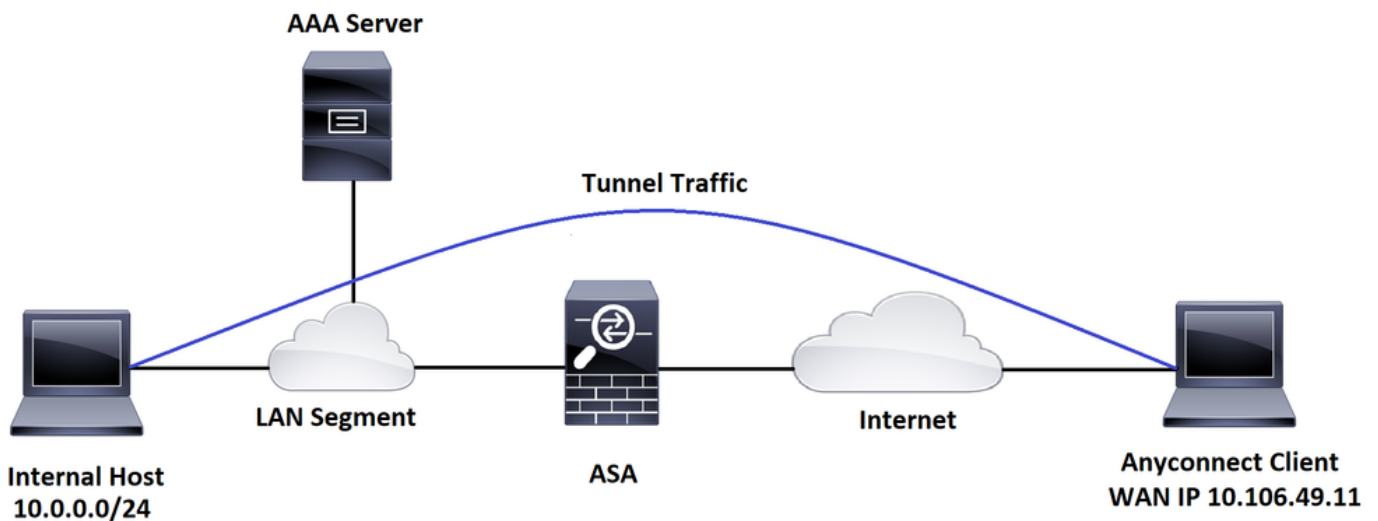 AAA Server
Tunnel Traffic
LAN Segment
Internet
ASA
Internal Host
10.0.0.0/24
Anyconnect Client
WAN IP 10.106.49.11